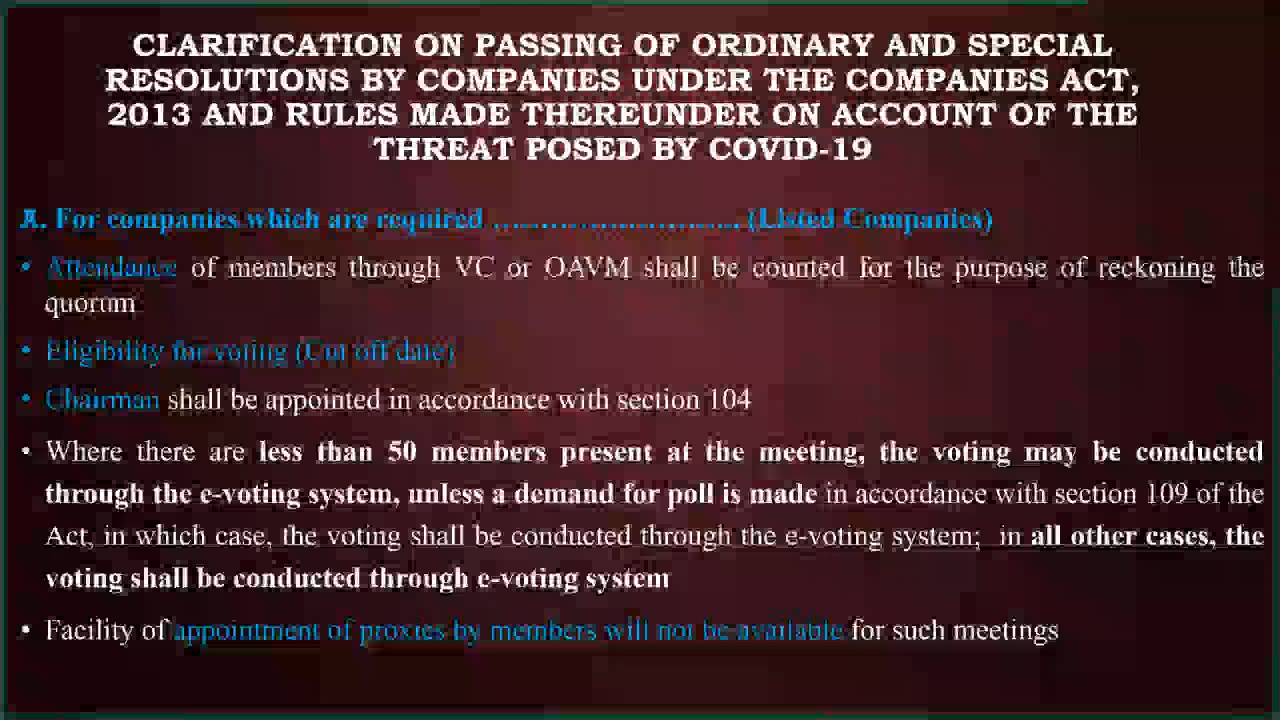 CLARIFICATION ON PASSING OF ORDINARY AND SPECIAL
RESOLUTIONS BY COMPANIES UNDER THE COMPANIES ACT,
2013 AND RULES MADE THEREUNDER ON ACCOUNT OF THE
THREAT POSED BY COVID-19
A. For companies which are required ............................ (Listed Companies)
• Attendance of members through VC or OAVM shall be counted for the purpose of reckoning the
quorum
• Eligibility for voting (Cut off date)
• Chairman shall be appointed in accordance with section 104
• Where there are less than 50 members present at the meeting, the voting may be conducted
through the e-voting system, unless a demand for poll is made in accordance with section 109 of the
Act, in which case, the voting shall be conducted through the e-voting system; in all other cases, the
voting shall be conducted through e-voting system
• Facility of appointment of proxies by members will not be available for such meetings